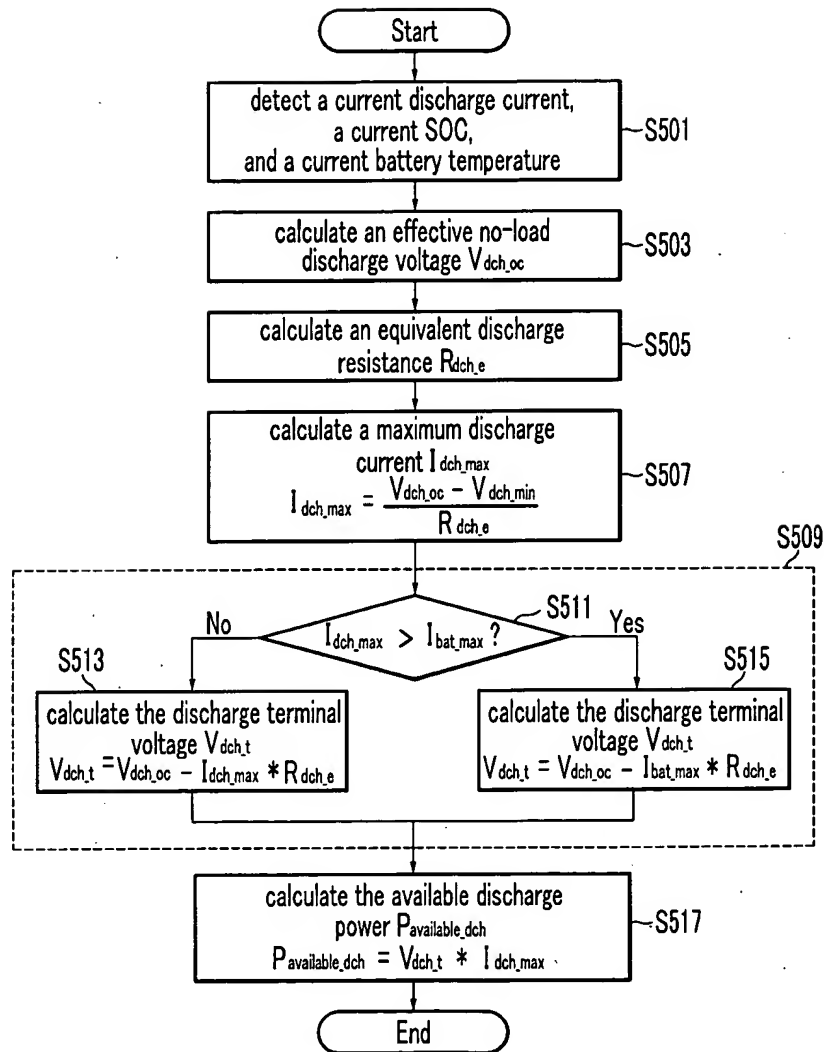 Start
detect a current discharge current,
a current SOC,
and a current battery temperature
S501
calculate an effective no-load
discharge voltage Vdch_oc
S503
calculate an equivalent discharge
resistance Rdch_e
S505
calculate a maximum discharge
current Idch_max
Idch_max = Vdch_oc - Vdch_min
Rdch_e
S507
S509
S511
Idch_max > Ibat_max ?
No
Yes
S513
calculate the discharge terminal
voltage Vdch_t
Vdch_t = Vdch_oc - Idch_max * Rdch_e
S515
calculate the discharge terminal
voltage Vdch_t
Vdch_t = Vdch_oc - Ibat_max * Rdch_e
calculate the available discharge
power Pavailable_dch
Pavailable_dch = Vdch_t * Idch_max
S517
End